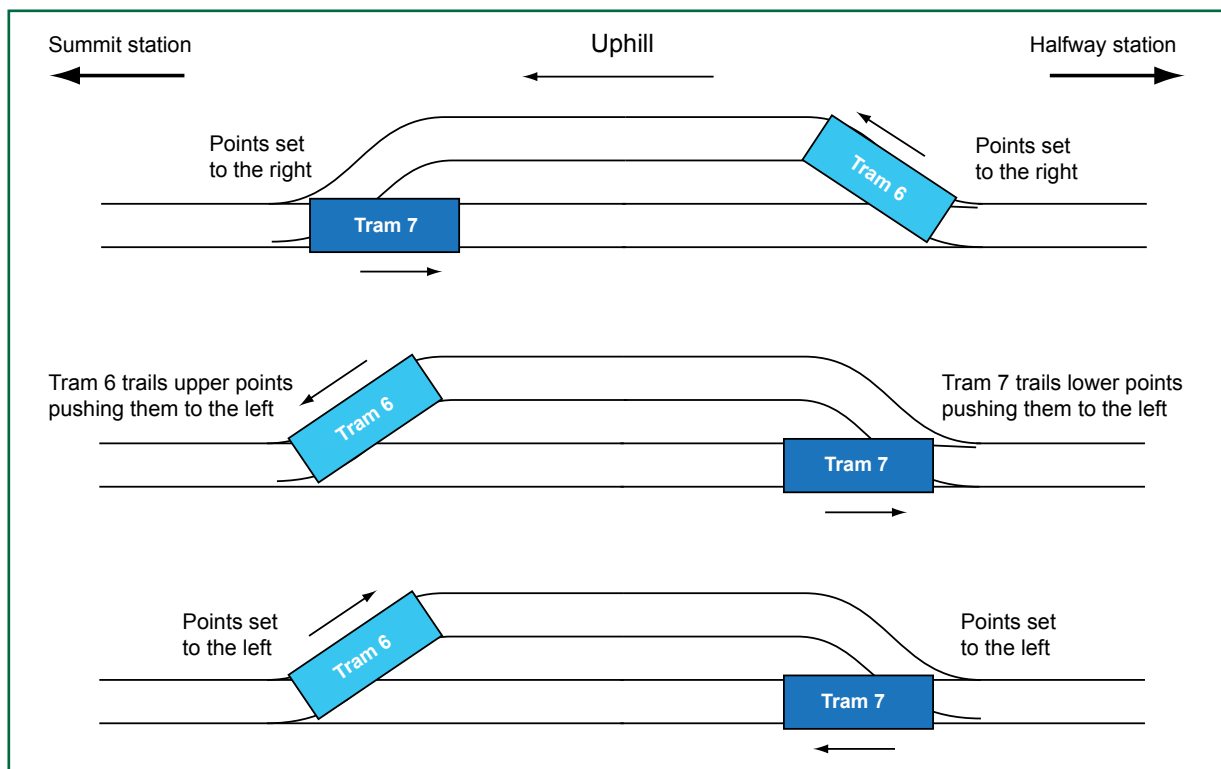 Summit station
Uphill
Halfway station
Points set
to the right
Points set
to the right
Tram 6
Tram 7
Tram 6 trails upper points
pushing them to the left
Tram 7 trails lower points
pushing them to the left
Tram 6
Tram 7
Points set
to the left
Points set
to the left
Tram 6
Tram 7